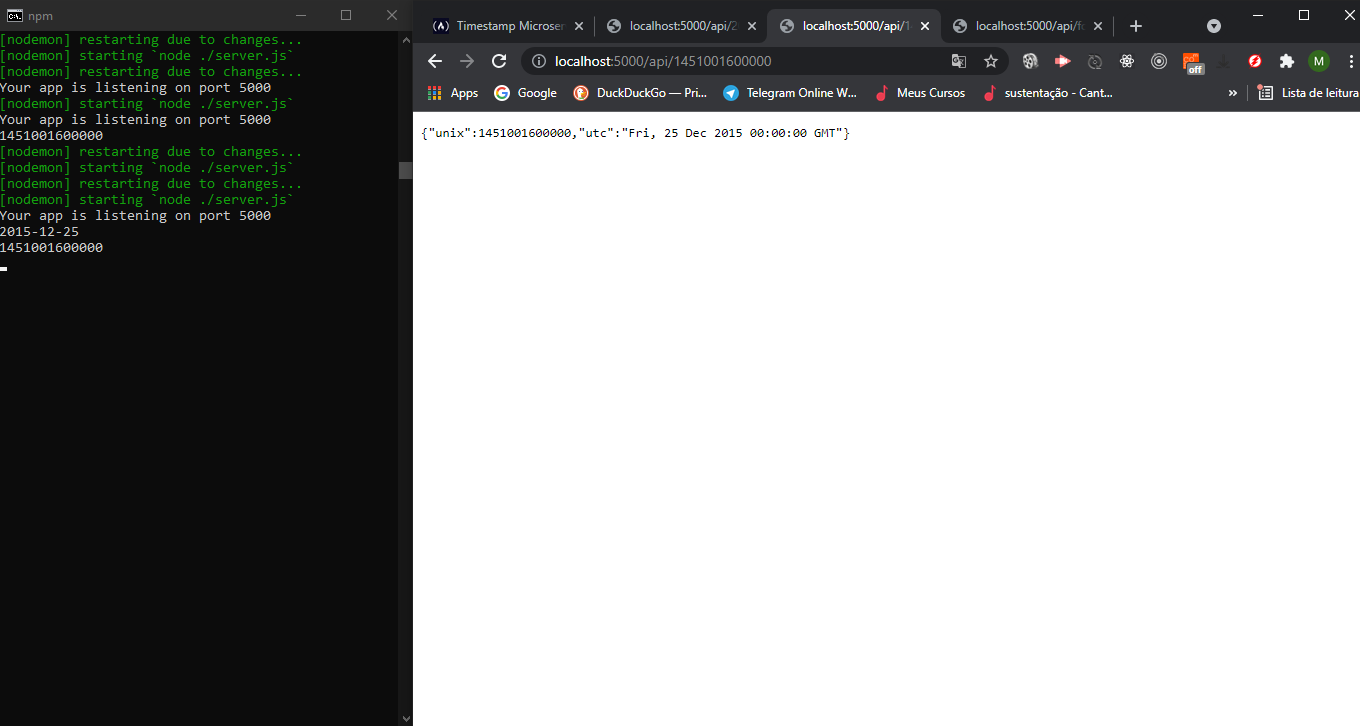 npm
[nodemon] restarting due to changes...
[nodemon] starting `node ./server.js`
[nodemon] restarting due to changes...
Your app is listening on port 5000
[nodemon] starting `node ./server.js`
Your app is listening on port 5000
1451001600000
[nodemon] restarting due to changes...
[nodemon] starting `node ./server.js`
[nodemon] restarting due to changes...
[nodemon] starting `node ./server.js`
Your app is listening on port 5000
2015-12-25
1451001600000
Timestamp Microser localhost:5000/api/2 localhost:5000/api/1 localhost:5000/api/fo
localhost:5000/api/1451001600000 off M
Apps Google DuckDuckGo — Pri... Telegram Online W... Meus Cursos sustentação - Cant... » Lista de leitura
{"unix":1451001600000,"utc":"Fri, 25 Dec 2015 00:00:00 GMT"}